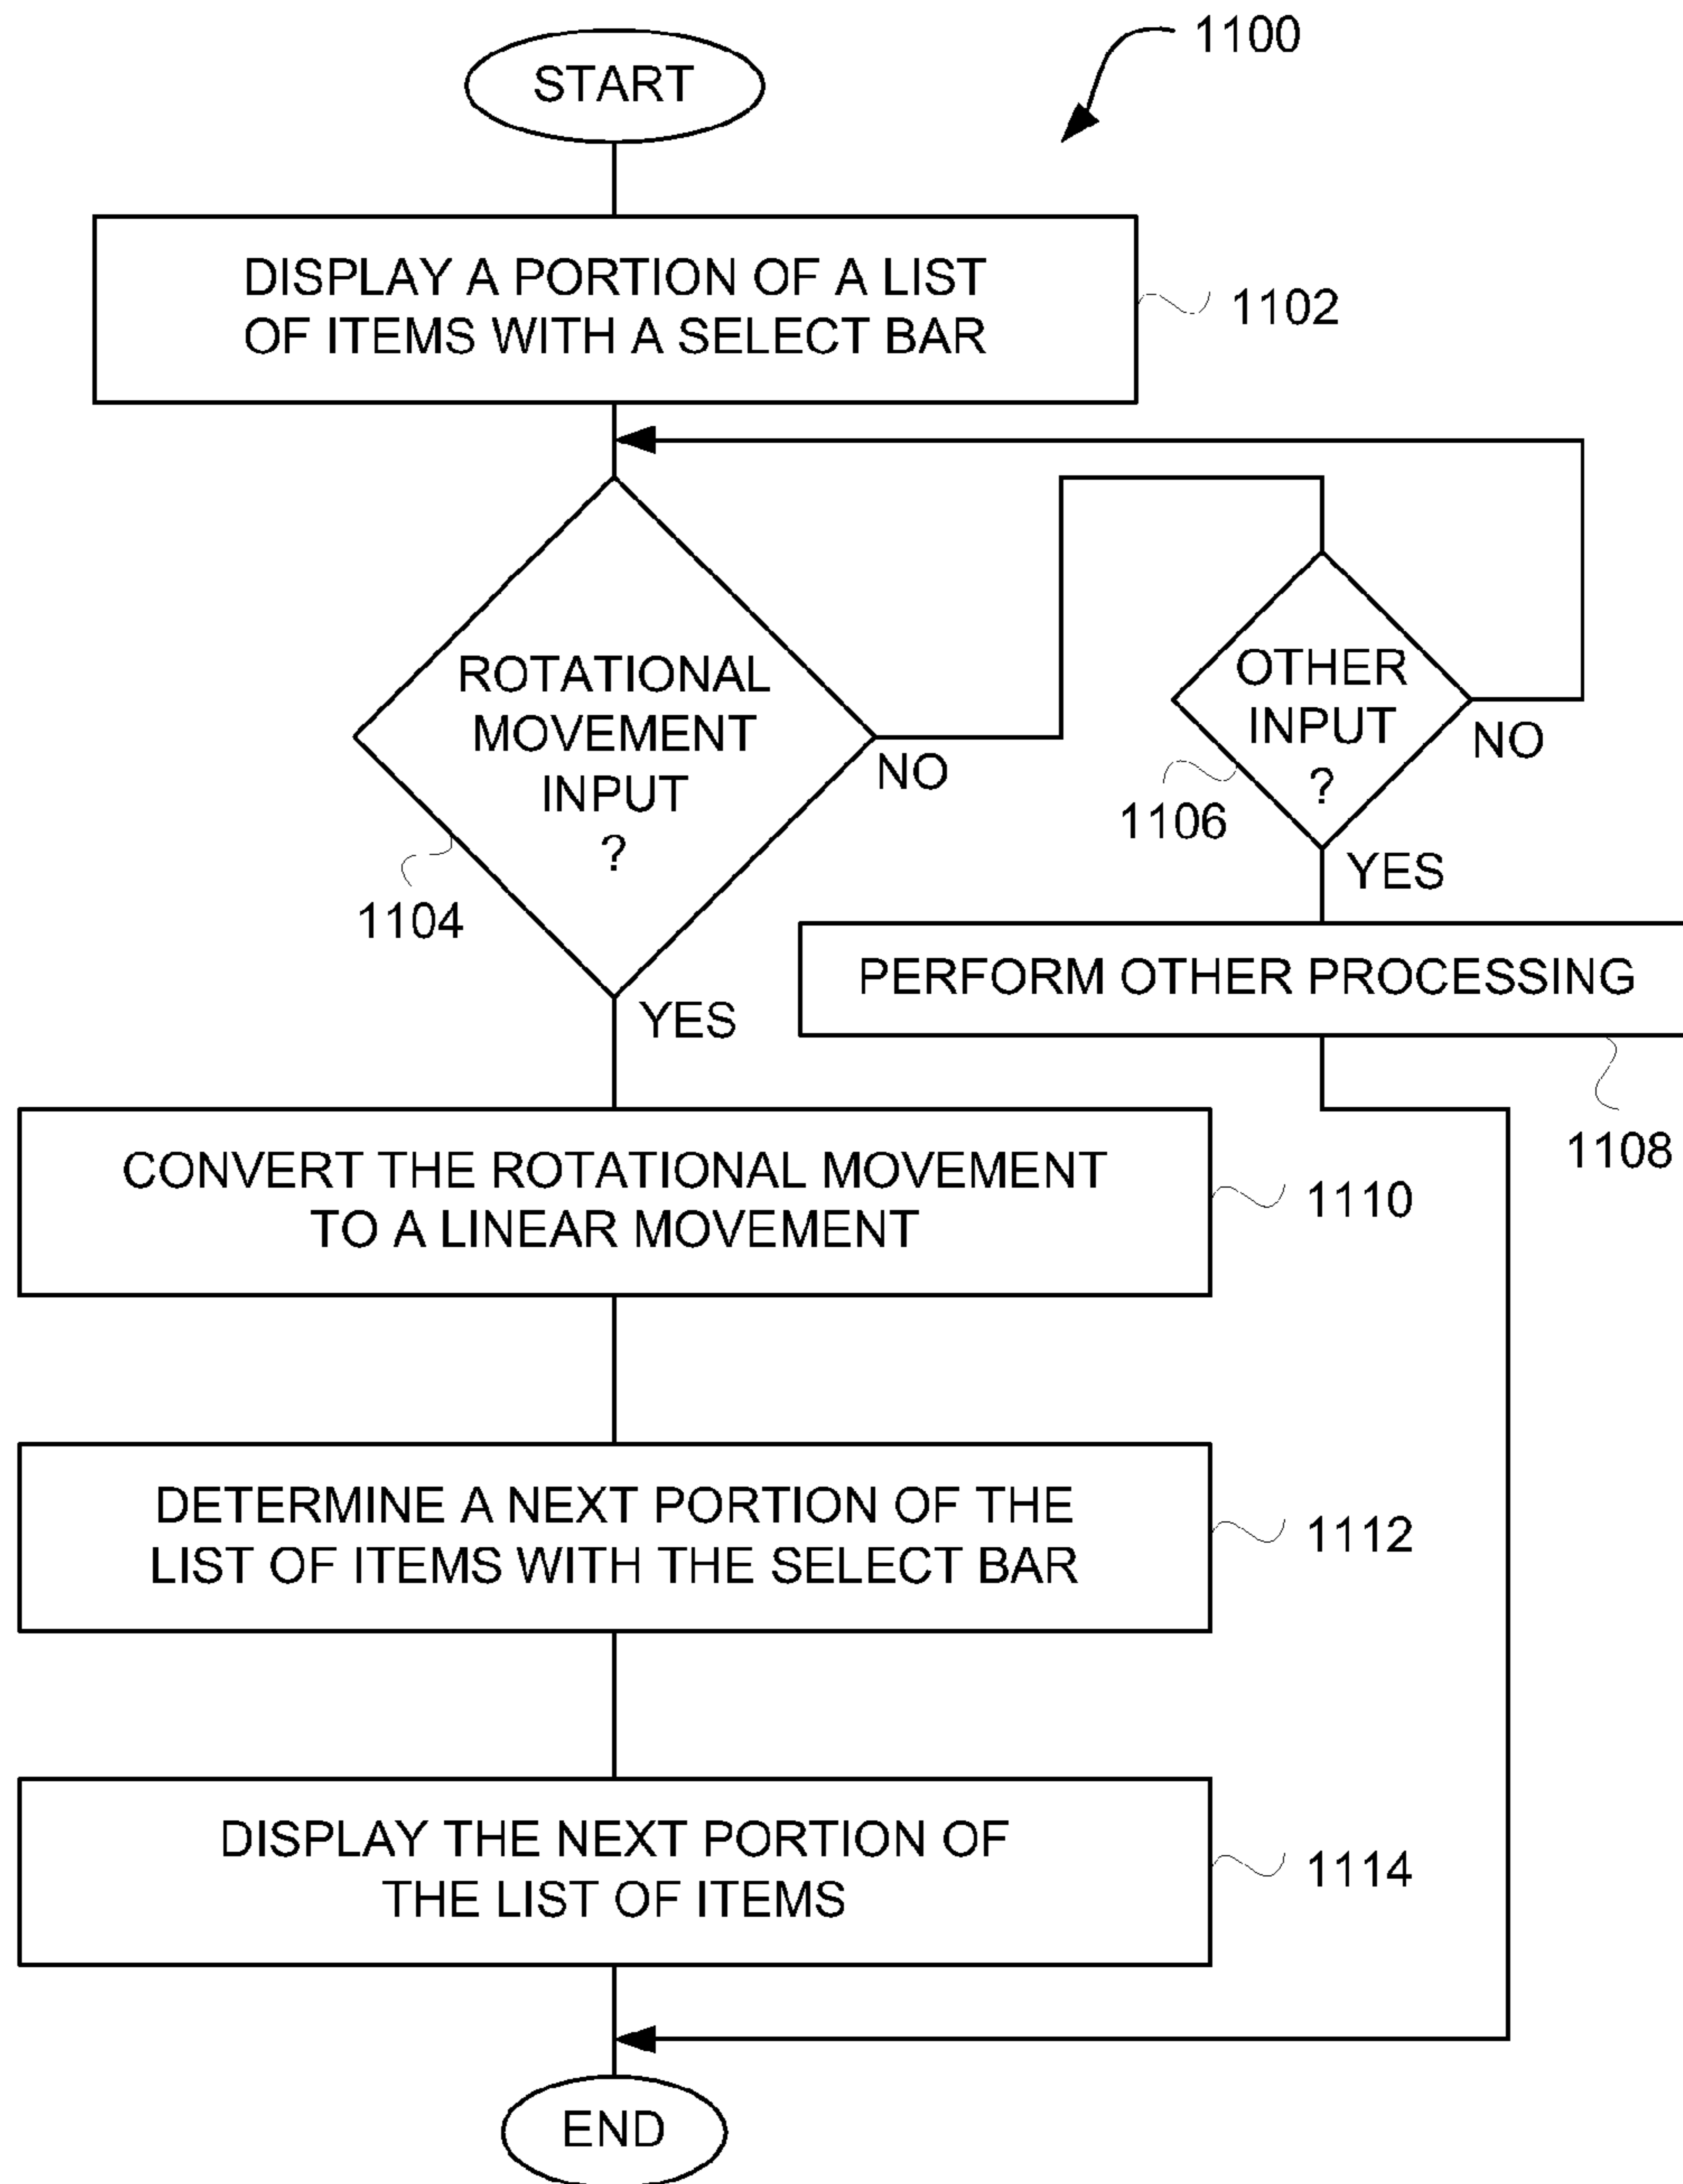 1100
START
DISPLAY A PORTION OF A LIST
OF ITEMS WITH A SELECT BAR
1102
ROTATIONAL
MOVEMENT
INPUT
?
1104
NO
YES
OTHER
INPUT
?
1106
NO
YES
PERFORM OTHER PROCESSING
1108
CONVERT THE ROTATIONAL MOVEMENT
TO A LINEAR MOVEMENT
1110
DETERMINE A NEXT PORTION OF THE
LIST OF ITEMS WITH THE SELECT BAR
1112
DISPLAY THE NEXT PORTION OF
THE LIST OF ITEMS
1114
END